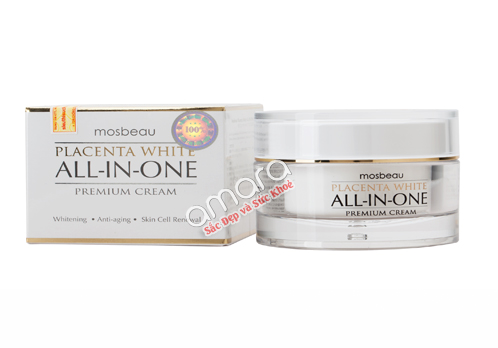 mosbeau
PLACENTA WHITE
ALL-IN-ONE
PREMIUM CREAM
Whitening • Anti-aging • Skin Cell Renewal
100%
mosbeau
PLACENTA WHITE
ALL-IN-ONE
PREMIUM CREAM
amara
Sắc Đẹp và Sức Khoẻ